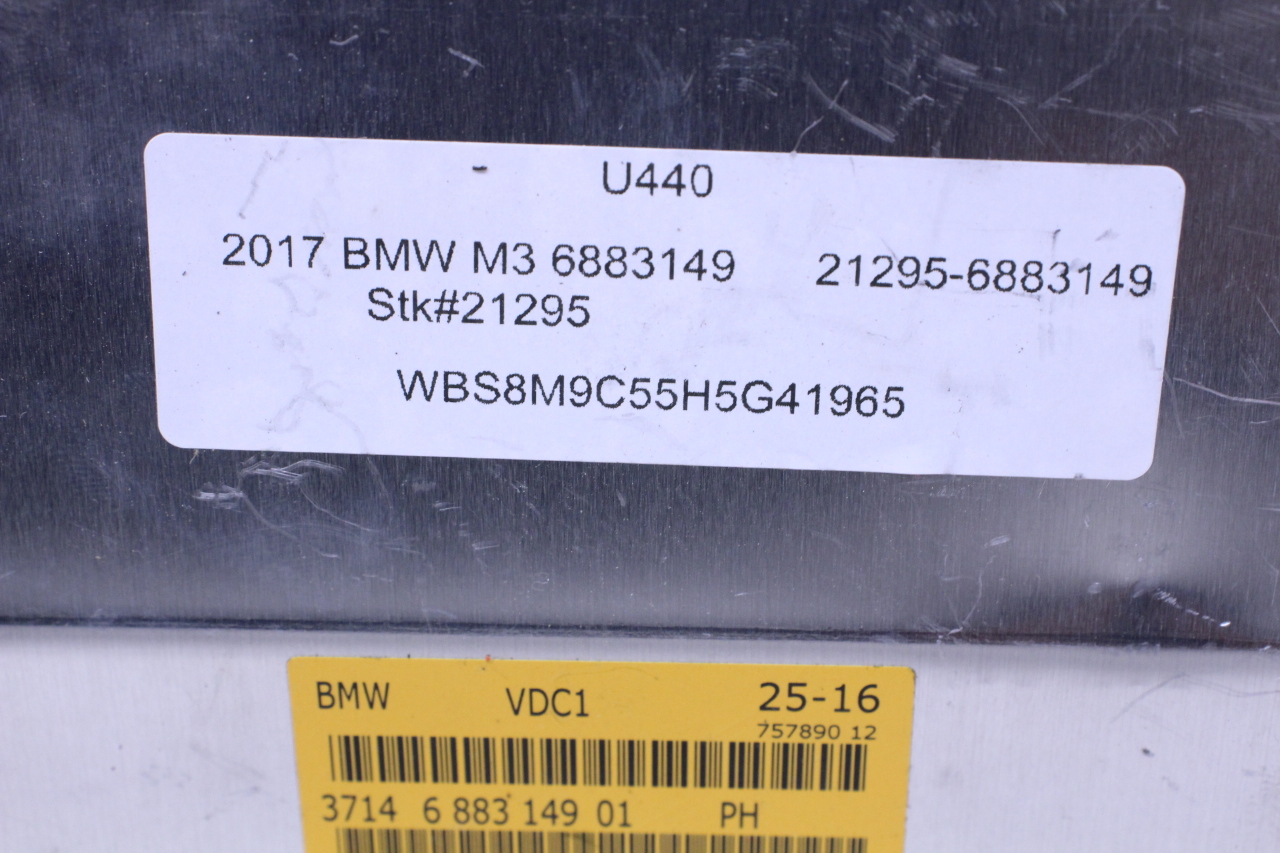 - U440
2017 BMW M3 6883149 21295-6883149
Stk#21295
WBS8M9C55H5G41965
BMW VDC1 25-16
757890 12
3714 6 883 149 01 PH